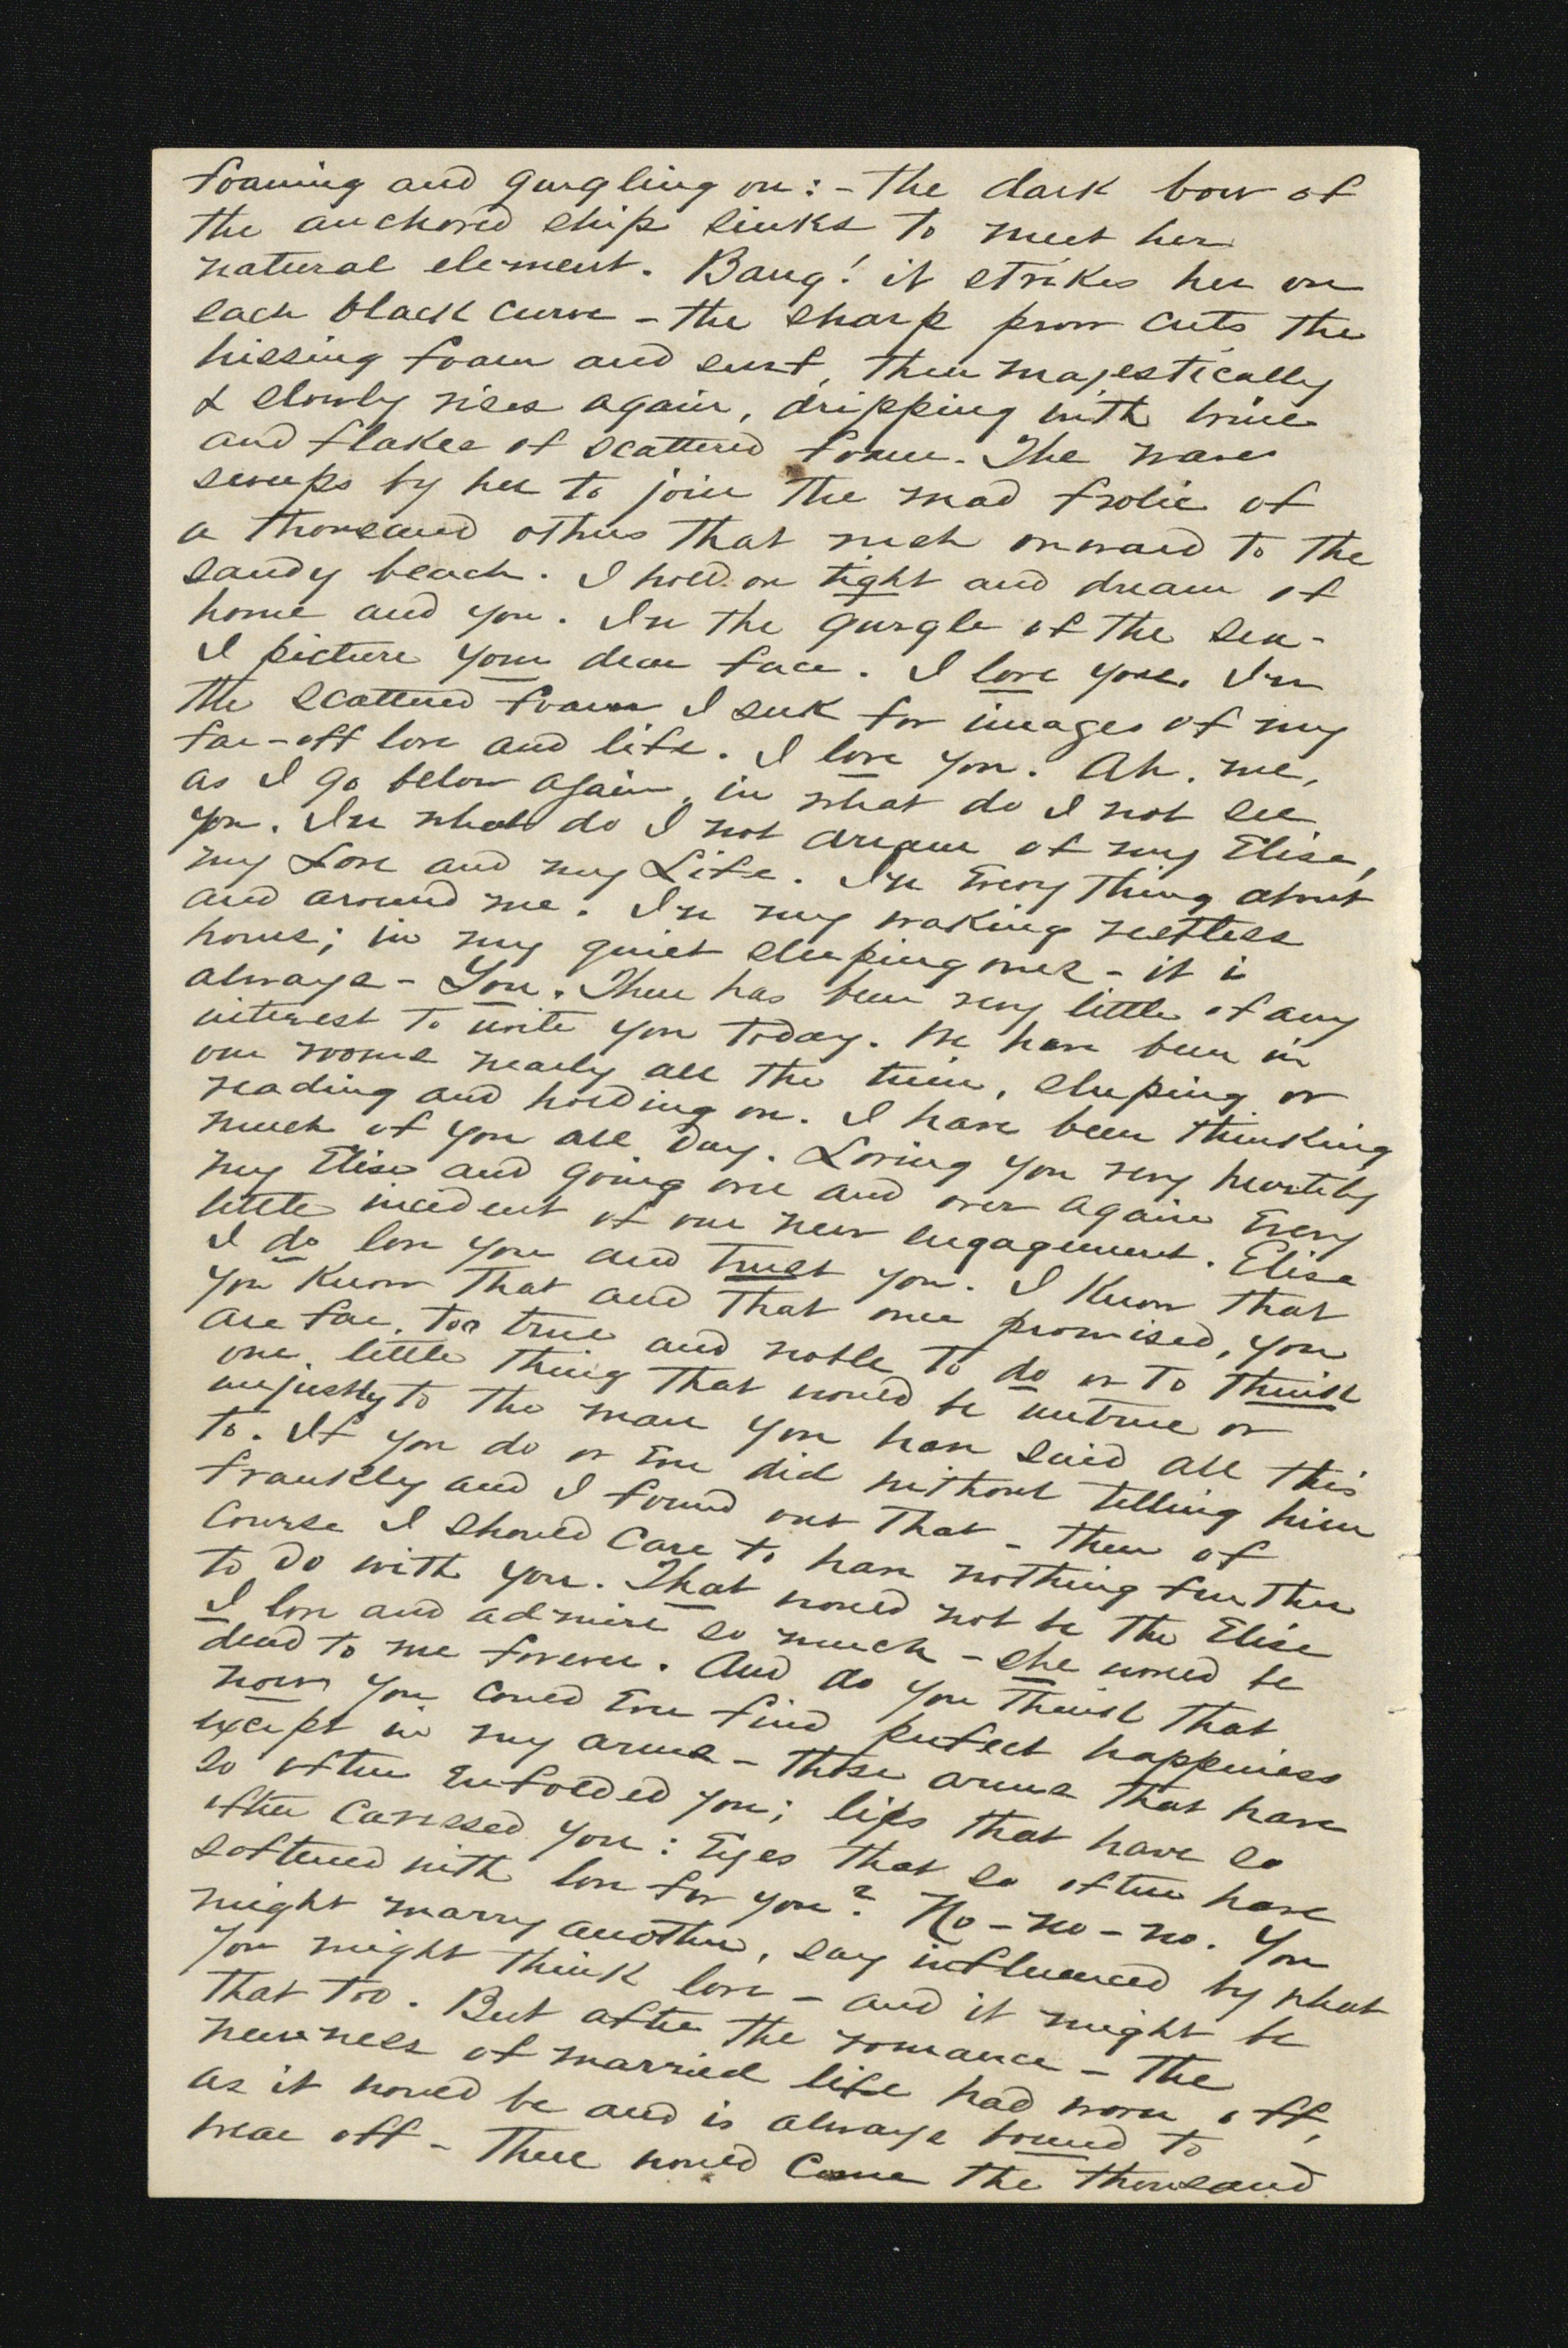 foaming and gurgling on: - the dark bow of
the anchored ship sinks to meet her
natural element. Bang! it strikes her on
each black curve - the sharp prow cuts the
hissing foam and surf, then majestically
& slowly rises again, dripping with brine
and flakes of scattered foam. The wave
sweeps by her to join the mad frolic of
a thousand others that rush onward to the
sandy beach. I hold on tight and dream of
home and you. In the gurgle of the sea -
I picture your dear face. I love you. In
the scattered foam I seek for images of my
far-off love and life. I love you. Ah. me,
as I go below again, in what do I not see
you. In what do I not dream of my Elise,
my Love and my Life. In Every thing about
and around me. In my waking restless
hours; in my quiet sleeping ones - it is
always - You. There has been very little of any
interest to write you today. We have been in
our rooms nearly all the time, sleeping or
reading and holding on. I have been thinking
much of you all day. Loving you very heartily
my Elise and going over and over again Every
little incident of our new engagement. Elise
I do love you and trust you. I Know that
you Know that and that once promised, you
are far, too true and noble to do or to think
one little thing that would be untrue or
unjustly to the man you have said all this
to. If you do or Ever did without telling him
frankly and I found out that - then of
course I should care to have nothing further
to do with you. That would not be the Elise
I love and admire so much - she would be
dead to me forever. And do you think that
now you could Ever find perfect happiness
except in my arms - those arms that have
so often Enfolded you; lips that have so
often caressed you: Eyes that so often have
softened with love for you? No - no - no. You
might marry another, say influenced by what
you might think love - and it might be
that too. But after the romance - the
newness of married life had worn off,
as it would be and is always bound to
wear off - there would come the thousand